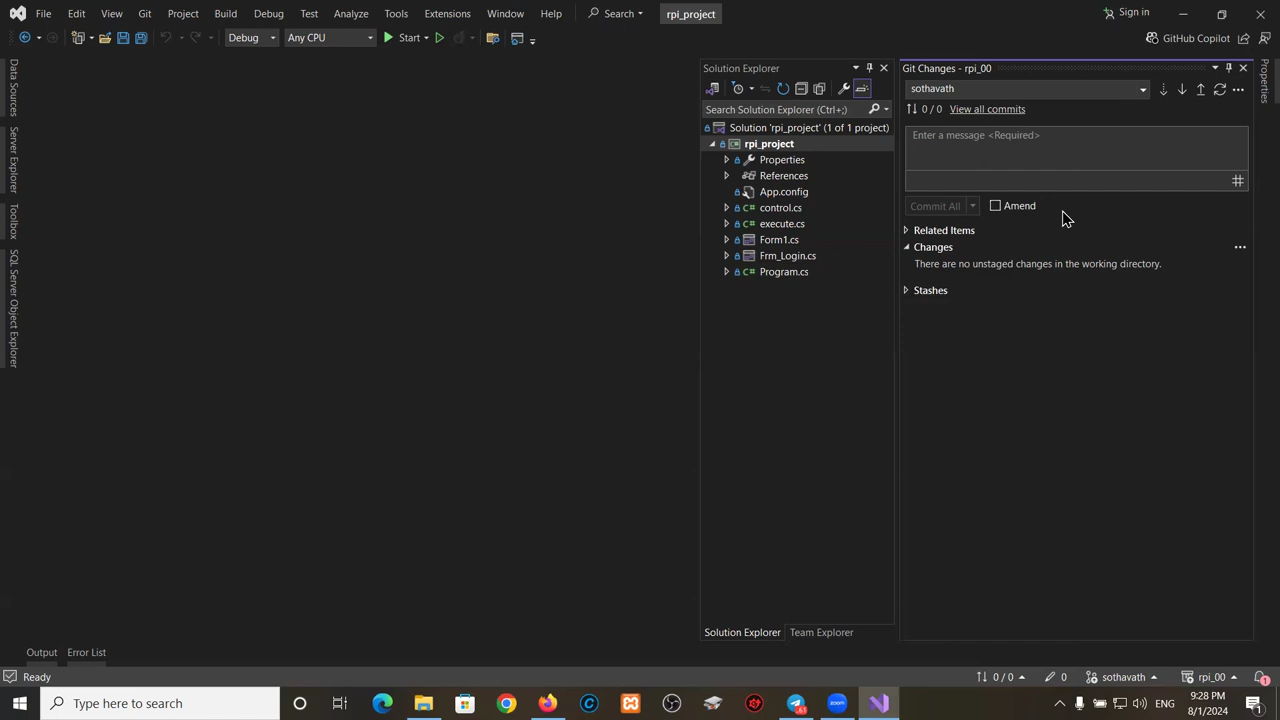 File Edit View Git Project Build Debug Test Analyze Tools Extensions Window Help Search rpi_project Sign in
Debug Any CPU Start GitHub Copilot
Data Sources
Server Explorer
Toolbox
SQL Server Object Explorer
Solution Explorer
Search Solution Explorer (Ctrl+;)
Solution 'rpi_project' (1 of 1 project)
rpi_project
Properties
References
App.config
control.cs
execute.cs
Form1.cs
Frm_Login.cs
Program.cs
Solution Explorer Team Explorer
Git Changes - rpi_00
sothavath
0 / 0 View all commits
Enter a message <Required>
Commit All Amend
Related Items
Changes
There are no unstaged changes in the working directory.
Stashes
Properties
Output Error List
Ready 0 / 0 0 sothavath rpi_00 1
Type here to search 61 zoom ENG 9:28 PM
8/1/2024 1